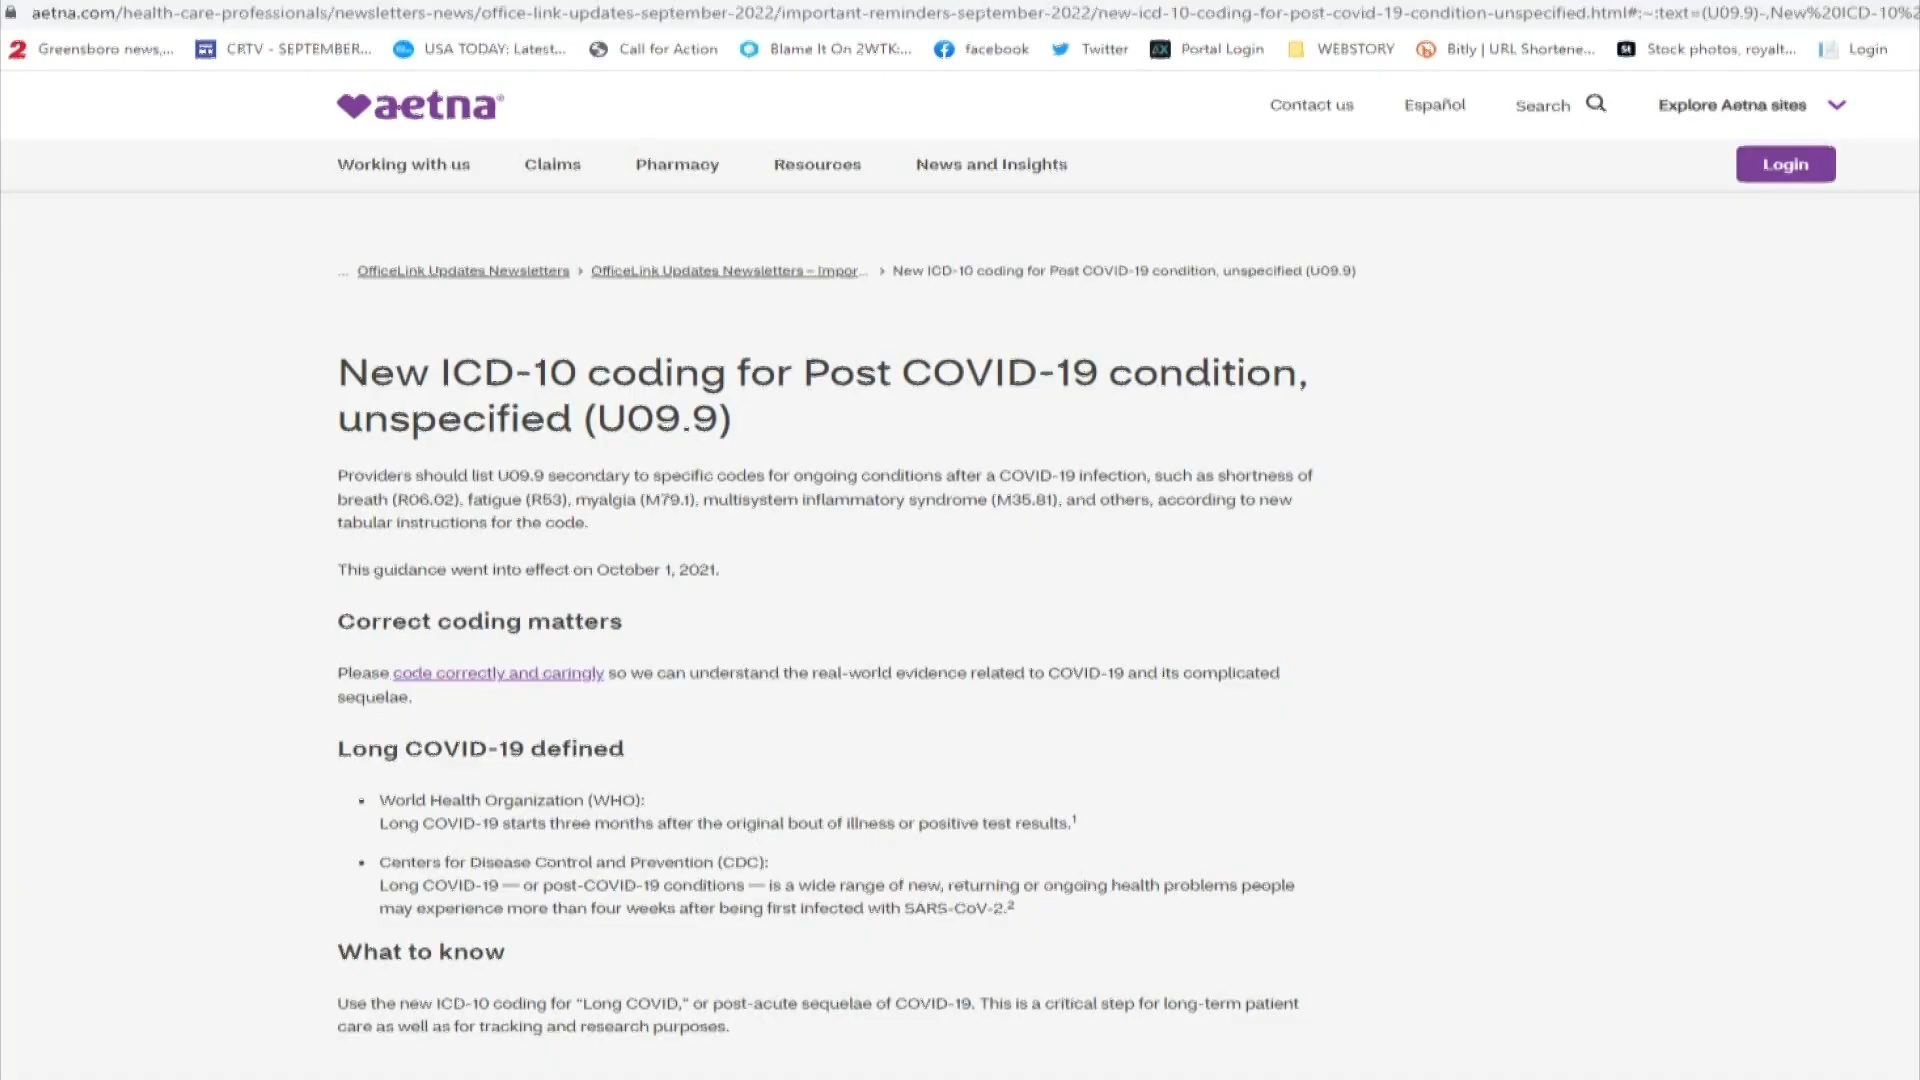 aetna.com/health-care-professionals/newsletters-news/office-link-updates-september-2022/important-reminders-september-2022/new-icd-10-coding-for-post-covid-19-condition-unspecified.html#:~:text=(U09.9)-,New%20ICD-10%2
2 Greensboro news,... CRTV - SEPTEMBER... USA TODAY: Latest... Call for Action Blame It On 2WTK:... facebook Twitter AX Portal Login WEBSTORY Bitly | URL Shortene... St Stock photos, royalt... Login
aetna® Contact us Español Search Explore Aetna sites
Working with us Claims Pharmacy Resources News and Insights Login
... OfficeLink Updates Newsletters > OfficeLink Updates Newsletters – Impor... > New ICD-10 coding for Post COVID-19 condition, unspecified (U09.9)
New ICD-10 coding for Post COVID-19 condition,
unspecified (U09.9)
Providers should list U09.9 secondary to specific codes for ongoing conditions after a COVID-19 infection, such as shortness of
breath (R06.02), fatigue (R53), myalgia (M79.1), multisystem inflammatory syndrome (M35.81), and others, according to new
tabular instructions for the code.
This guidance went into effect on October 1, 2021.
Correct coding matters
Please code correctly and caringly so we can understand the real-world evidence related to COVID-19 and its complicated
sequelae.
Long COVID-19 defined
• World Health Organization (WHO):
Long COVID-19 starts three months after the original bout of illness or positive test results.¹
• Centers for Disease Control and Prevention (CDC):
Long COVID-19 — or post-COVID-19 conditions — is a wide range of new, returning or ongoing health problems people
may experience more than four weeks after being first infected with SARS-CoV-2.²
What to know
Use the new ICD-10 coding for "Long COVID," or post-acute sequelae of COVID-19. This is a critical step for long-term patient
care as well as for tracking and research purposes.